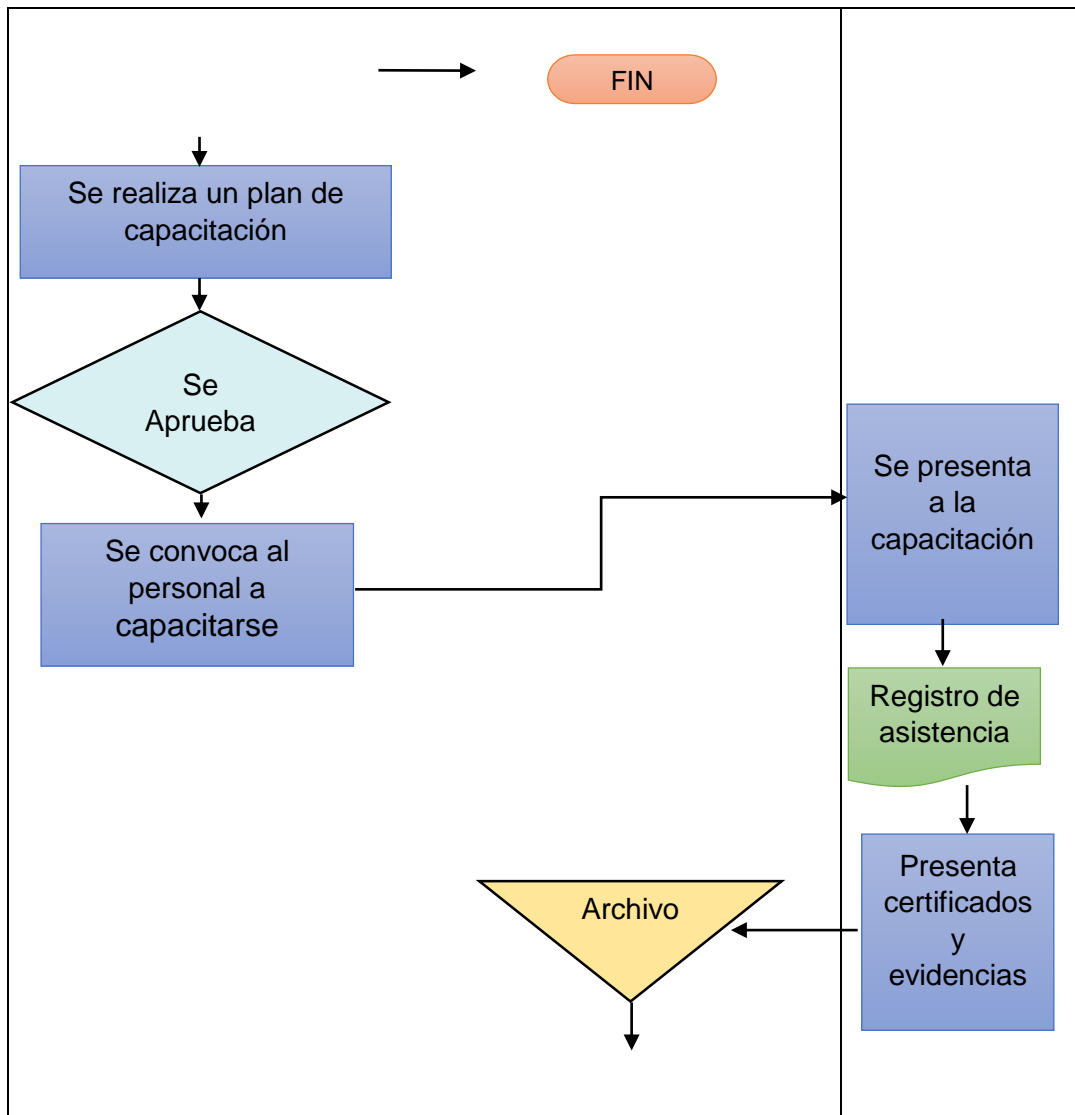 FIN
Se realiza un plan de
capacitación
Se
Aprueba
Se convoca al
personal a
capacitarse
Se presenta
a la
capacitación
Registro de
asistencia
Presenta
certificados
y
evidencias
Archivo